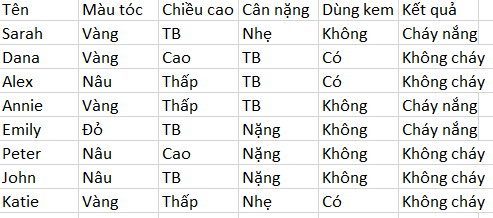 Tên Màu tóc Chiều cao Cân nặng Dùng kem Kết quả
Sarah Vàng TB Nhẹ Không Cháy nắng
Dana Vàng Cao TB Có Không cháy
Alex Nâu Thấp TB Có Không cháy
Annie Vàng Thấp TB Không Cháy nắng
Emily Đỏ TB Nặng Không Cháy nắng
Peter Nâu Cao Nặng Không Không cháy
John Nâu TB Nặng Không Không cháy
Katie Vàng Thấp Nhẹ Có Không cháy